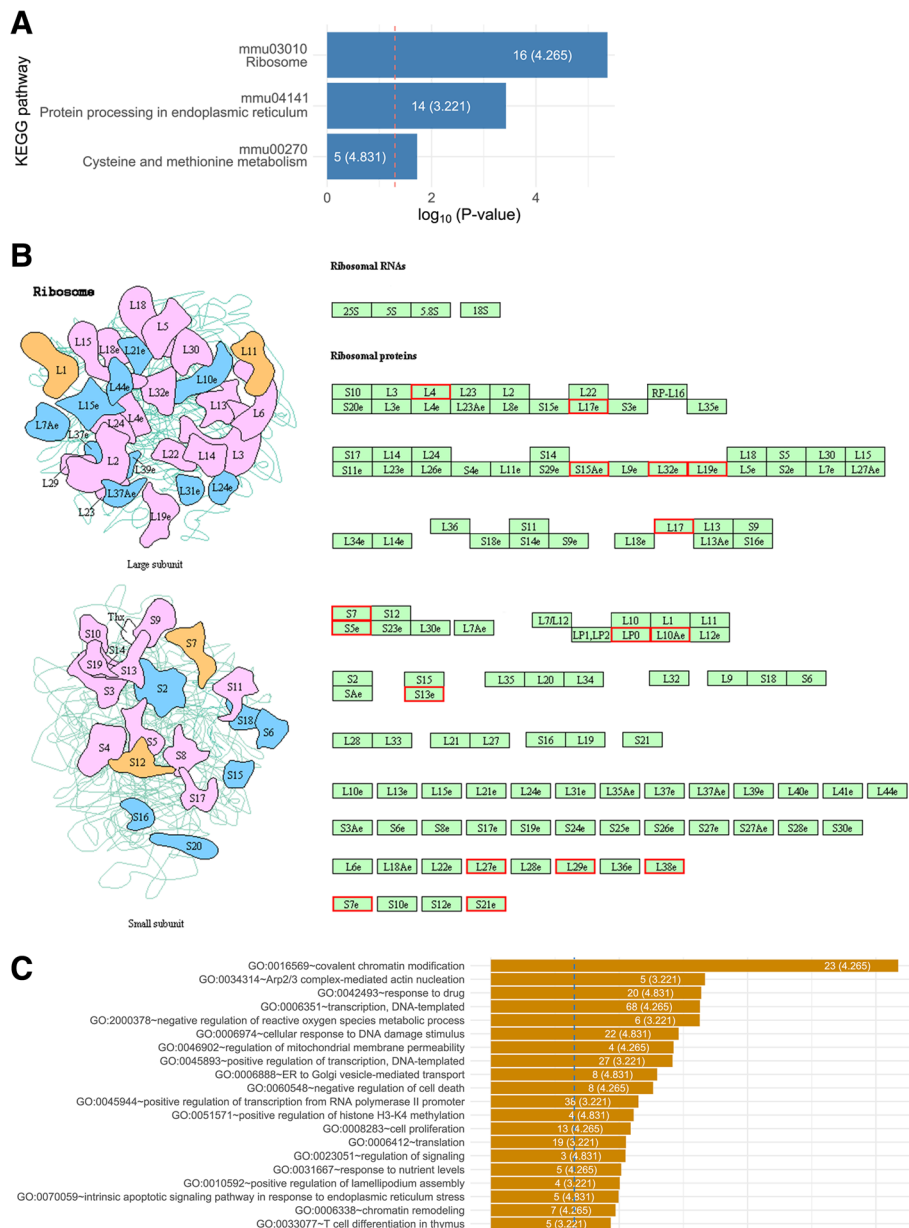 A
KEGG pathway
mmu03010
Ribosome
16 (4.265)
mmu04141
Protein processing in endoplasmic reticulum
14 (3.221)
mmu00270
Cysteine and methionine metabolism
5 (4.831)
0 2 4
log10 (P-value)
B
Ribosome
L18
L5
L15
L18e
L21e
L30
L11
L1
L44e
L10e
L32e
L15e
L13
L6
L7Ae
L4e
L24
L37e
L2
L22
L14
L3
L39e
L29
L37Ae
L31e
L24e
L23
L19e
Large subunit
Thx
S9
S10
S14
S7
S19
S13
S3
S2
S11
S18
S6
S4
S5
S8
S12
S15
S17
S16
S20
Small subunit
Ribosomal RNAs
25S 5S 5.8S 18S
Ribosomal proteins
S10 L3 L4 L23 L2 L22 RP-L16
S20e L3e L4e L23Ae L8e S15e L17e S3e L35e
S17 L14 L24 S14 L18 S5 L30 L15
S11e L23e L26e S4e L11e S29e S15Ae L9e L32e L19e L5e S2e L7e L27Ae
L36 S11 L17 L13 S9
L34e L14e S18e S14e S9e L18e L13Ae S16e
S7 S12 L7/L12 L10 L1 L11
S5e S23e L30e L7Ae LP1,LP2 LP0 L10Ae L12e
S2 S15 L35 L20 L34 L32 L9 S18 S6
SAe S13e
L28 L33 L21 L27 S16 L19 S21
L10e L13e L15e L21e L24e L31e L35Ae L37e L37Ae L39e L40e L41e L44e
S3Ae S6e S8e S17e S19e S24e S25e S26e S27e S27Ae S28e S30e
L6e L18Ae L22e L27e L28e L29e L36e L38e
S7e S10e S12e S21e
C
GO:0016569~covalent chromatin modification 23 (4.265)
GO:0034314~Arp2/3 complex-mediated actin nucleation 5 (3.221)
GO:0042493~response to drug 20 (4.831)
GO:0006351~transcription, DNA-templated 68 (4.265)
GO:2000378~negative regulation of reactive oxygen species metabolic process 6 (3.221)
GO:0006974~cellular response to DNA damage stimulus 22 (4.831)
GO:0046902~regulation of mitochondrial membrane permeability 4 (4.265)
GO:0045893~positive regulation of transcription, DNA-templated 27 (3.221)
GO:0006888~ER to Golgi vesicle-mediated transport 8 (4.831)
GO:0060548~negative regulation of cell death 8 (4.265)
GO:0045944~positive regulation of transcription from RNA polymerase II promoter (3.221)
GO:0051571~positive regulation of histone H3-K4 methylation 4 (4.831)
GO:0008283~cell proliferation 13 (4.265)
GO:0006412~translation 19 (3.221)
GO:0023051~regulation of signaling 3 (4.831)
GO:0031667~response to nutrient levels 5 (4.265)
GO:0010592~positive regulation of lamellipodium assembly 4 (3.221)
GO:0070059~intrinsic apoptotic signaling pathway in response to endoplasmic reticulum stress 5 (4.831)
GO:0006338~chromatin remodeling 7 (4.265)
GO:0033077~T cell differentiation in thymus 5 (3.221)